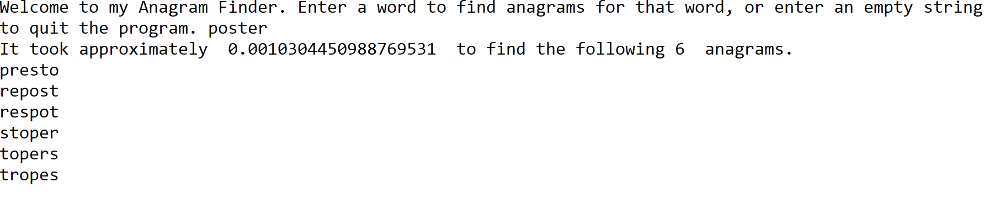 Welcome to my Anagram Finder. Enter a word to find anagrams for that word, or enter an empty string
to quit the program. poster
It took approximately  0.0010304450988769531  to find the following 6  anagrams.
presto
repost
respot
stoper
topers
tropes